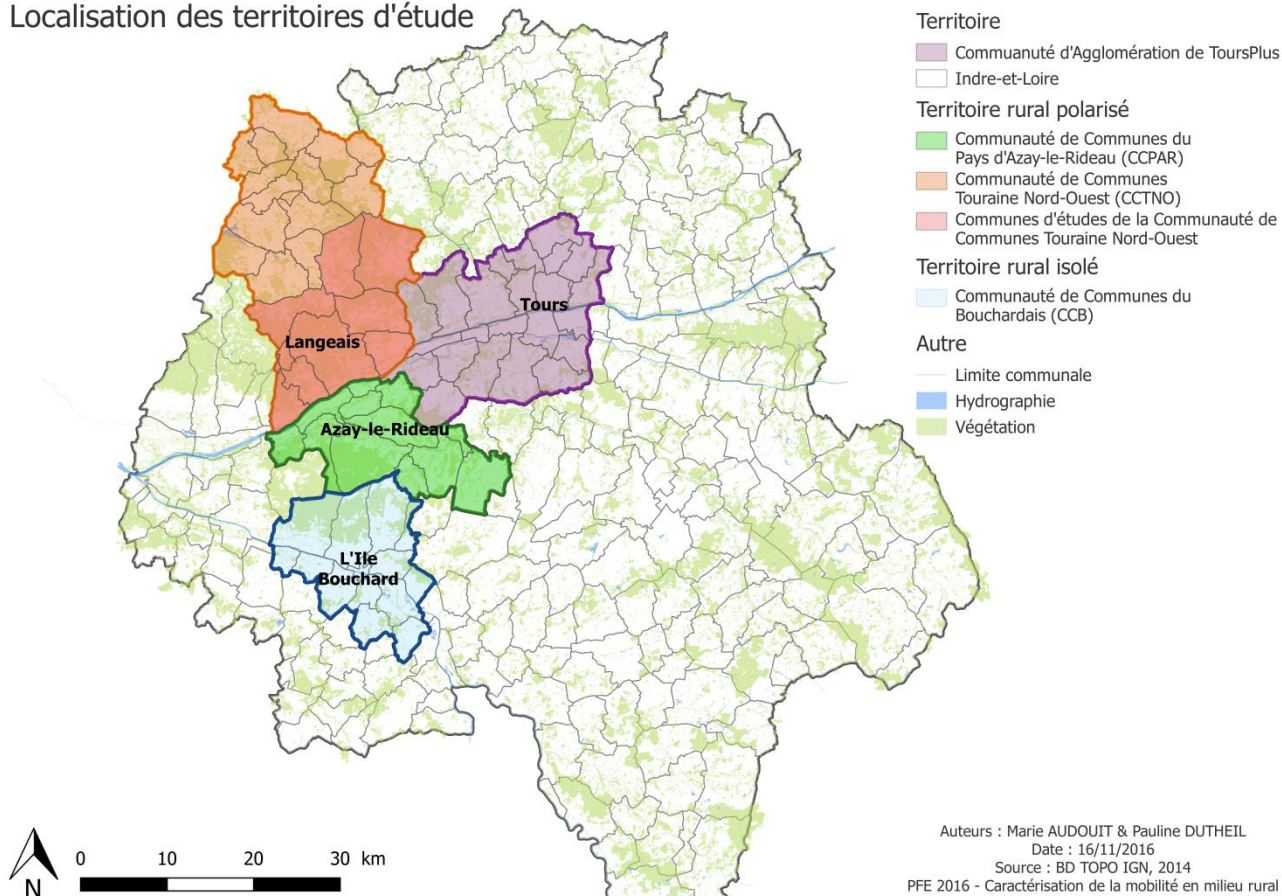 Localisation des territoires d'étude
Territoire
Commuanuté d'Agglomération de ToursPlus
Indre-et-Loire
Territoire rural polarisé
Communauté de Communes du
Pays d'Azay-le-Rideau (CCPAR)
Communauté de Communes
Touraine Nord-Ouest (CCTNO)
Communes d'études de la Communauté de
Communes Touraine Nord-Ouest
Territoire rural isolé
Communauté de Communes du
Bouchardais (CCB)
Autre
Limite communale
Hydrographie
Végétation
Tours
Langeais
Azay-le-Rideau
L'Ile
Bouchard
N
0 10 20 30 km
Auteurs : Marie AUDOUIT & Pauline DUTHEIL
Date : 16/11/2016
Source : BD TOPO IGN, 2014
PFE 2016 - Caractérisation de la mobilité en milieu rural